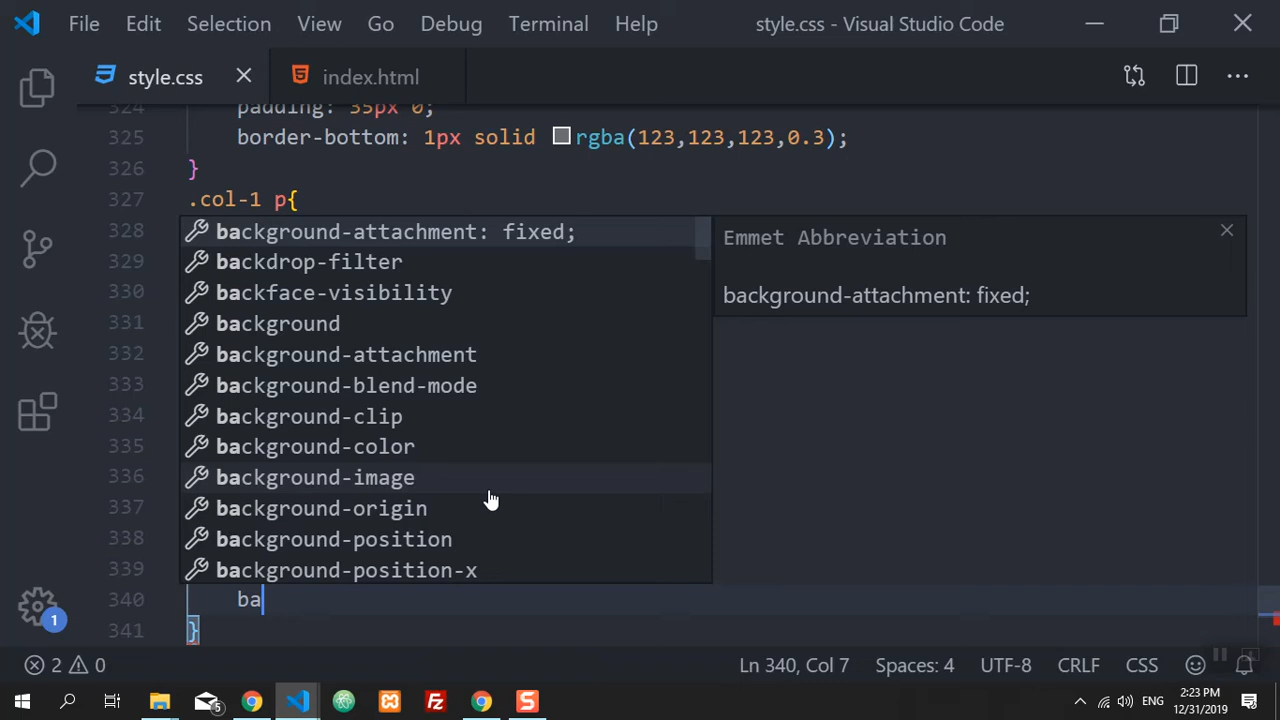 File Edit Selection View Go Debug Terminal Help style.css - Visual Studio Code
style.css index.html
324 padding: 35px 0;
325 border-bottom: 1px solid rgba(123,123,123,0.3);
326 }
327 .col-1 p{
328 background-attachment: fixed;
backdrop-filter
330 backface-visibility
331 background
332 background-attachment
333 background-blend-mode
334 background-clip
335 background-color
336 background-image
337 background-origin
338 background-position
339 background-position-x
Emmet Abbreviation
background-attachment: fixed;
340 ba
341 }
1
2 0 Ln 340, Col 7 Spaces: 4 UTF-8 CRLF CSS
5 ENG 2:23 PM
12/31/2019